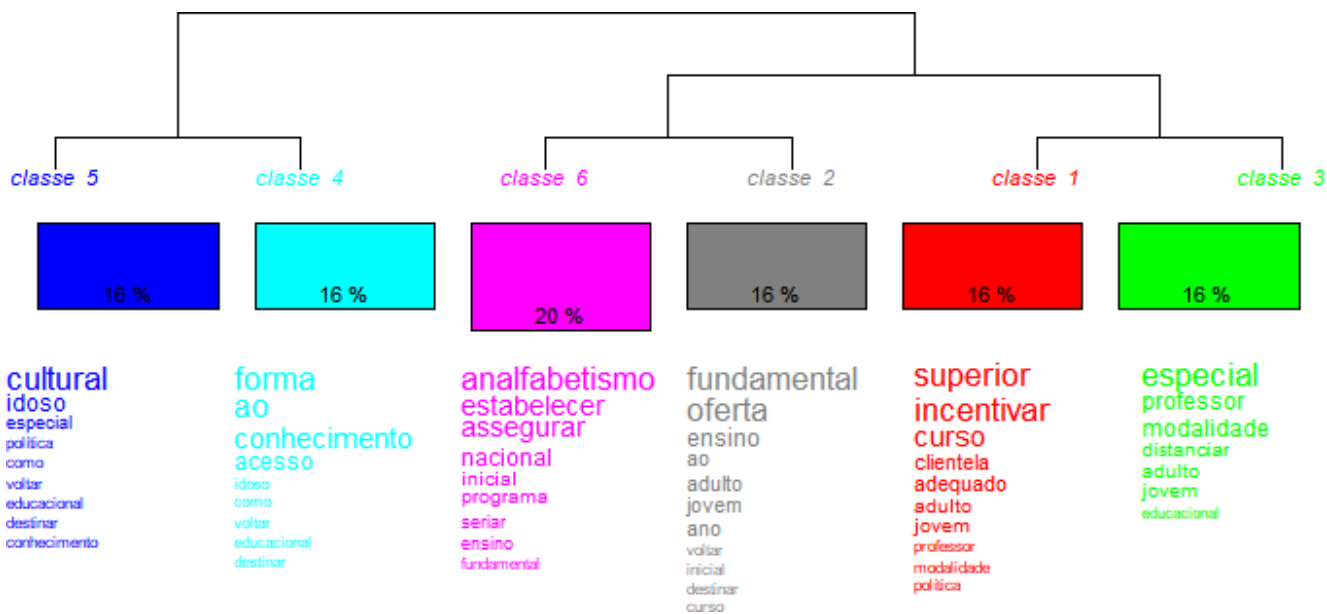 classe 5
classe 4
classe 6
classe 2
classe 1
classe 3
16 %
16 %
20 %
16 %
16 %
16 %
cultural
idoso
especial
política
como
voltar
educacional
destinar
conhecimento
forma
ao
conhecimento
acesso
idoso
como
voltar
educacional
destinar
analfabetismo
estabelecer
assegurar
nacional
inicial
programa
seriar
ensino
fundamental
fundamental
oferta
ensino
ao
adulto
jovem
ano
voltar
inicial
destinar
curso
superior
incentivar
curso
clientela
adequado
adulto
jovem
professor
modalidade
política
especial
professor
modalidade
distanciar
adulto
jovem
educacional